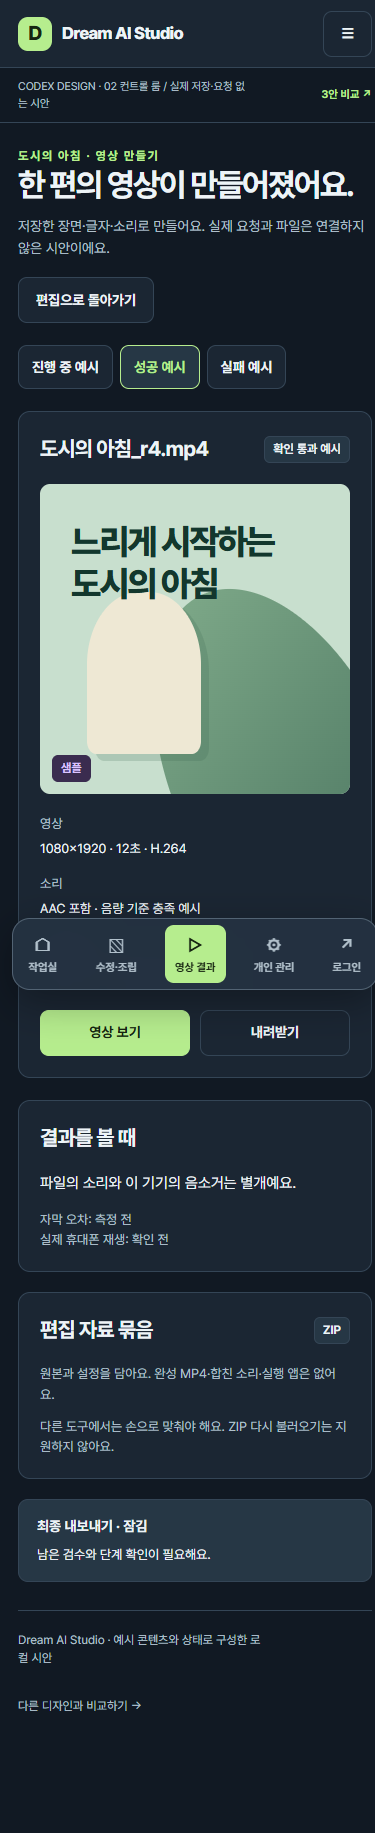 D Dream AI Studio ≡
CODEX DESIGN · 02 컨트롤 룸 / 실제 저장·요청 없
는 시안
3안 비교 ↗
도시의 아침 · 영상 만들기
한 편의 영상이 만들어졌어요.
저장한 장면·글자·소리로 만들어요. 실제 요청과 파일은 연결하지
않은 시안이에요.
편집으로 돌아가기
진행 중 예시 성공 예시 실패 예시
도시의 아침_r4.mp4 확인 통과 예시
느리게 시작하는
도시의 아침
샘플
영상
1080×1920 · 12초 · H.264
소리
AAC 포함 · 음량 기준 충족 예시
작업실 수정·조립 영상 결과 개인 관리 로그인
영상 보기 내려받기
결과를 볼 때
파일의 소리와 이 기기의 음소거는 별개예요.
자막 오차: 측정 전
실제 휴대폰 재생: 확인 전
편집 자료 묶음 ZIP
원본과 설정을 담아요. 완성 MP4·합친 소리·실행 앱은 없어
요.
다른 도구에서는 손으로 맞춰야 해요. ZIP 다시 불러오기는 지
원하지 않아요.
최종 내보내기 · 잠김
남은 검수와 단계 확인이 필요해요.
Dream AI Studio · 예시 콘텐츠와 상태로 구성한 로
컬 시안
다른 디자인과 비교하기 →